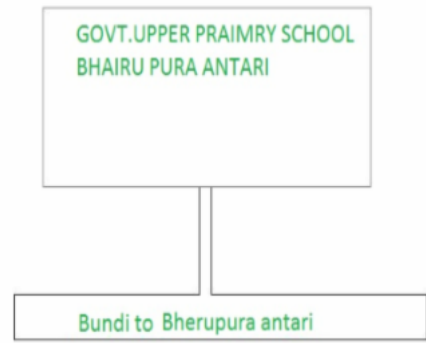 GOVT.UPPER PRAIMRY SCHOOL
BHAIRU PURA ANTARI
Bundi to Bherupura antari